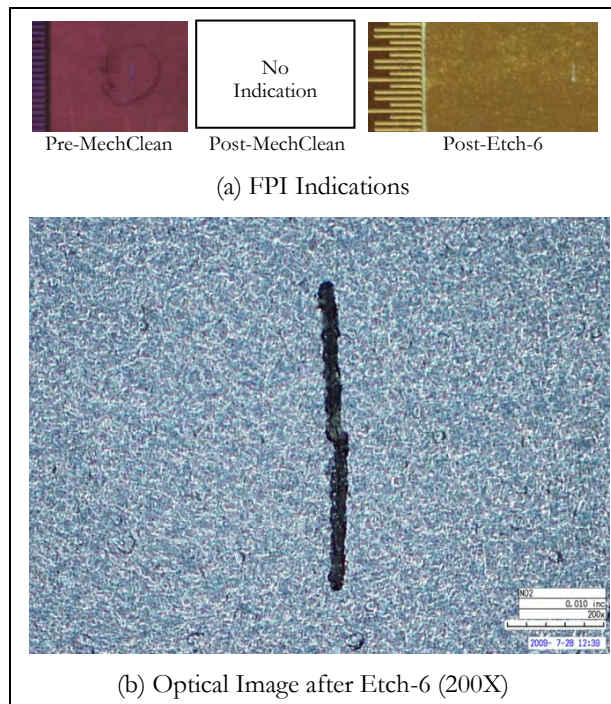 No
Indication
Pre-MechClean
Post-MechClean
Post-Etch-6
(a) FPI Indications
NO2
0.010 inc
200x
2009- 7-28 12:39
(b) Optical Image after Etch-6 (200X)